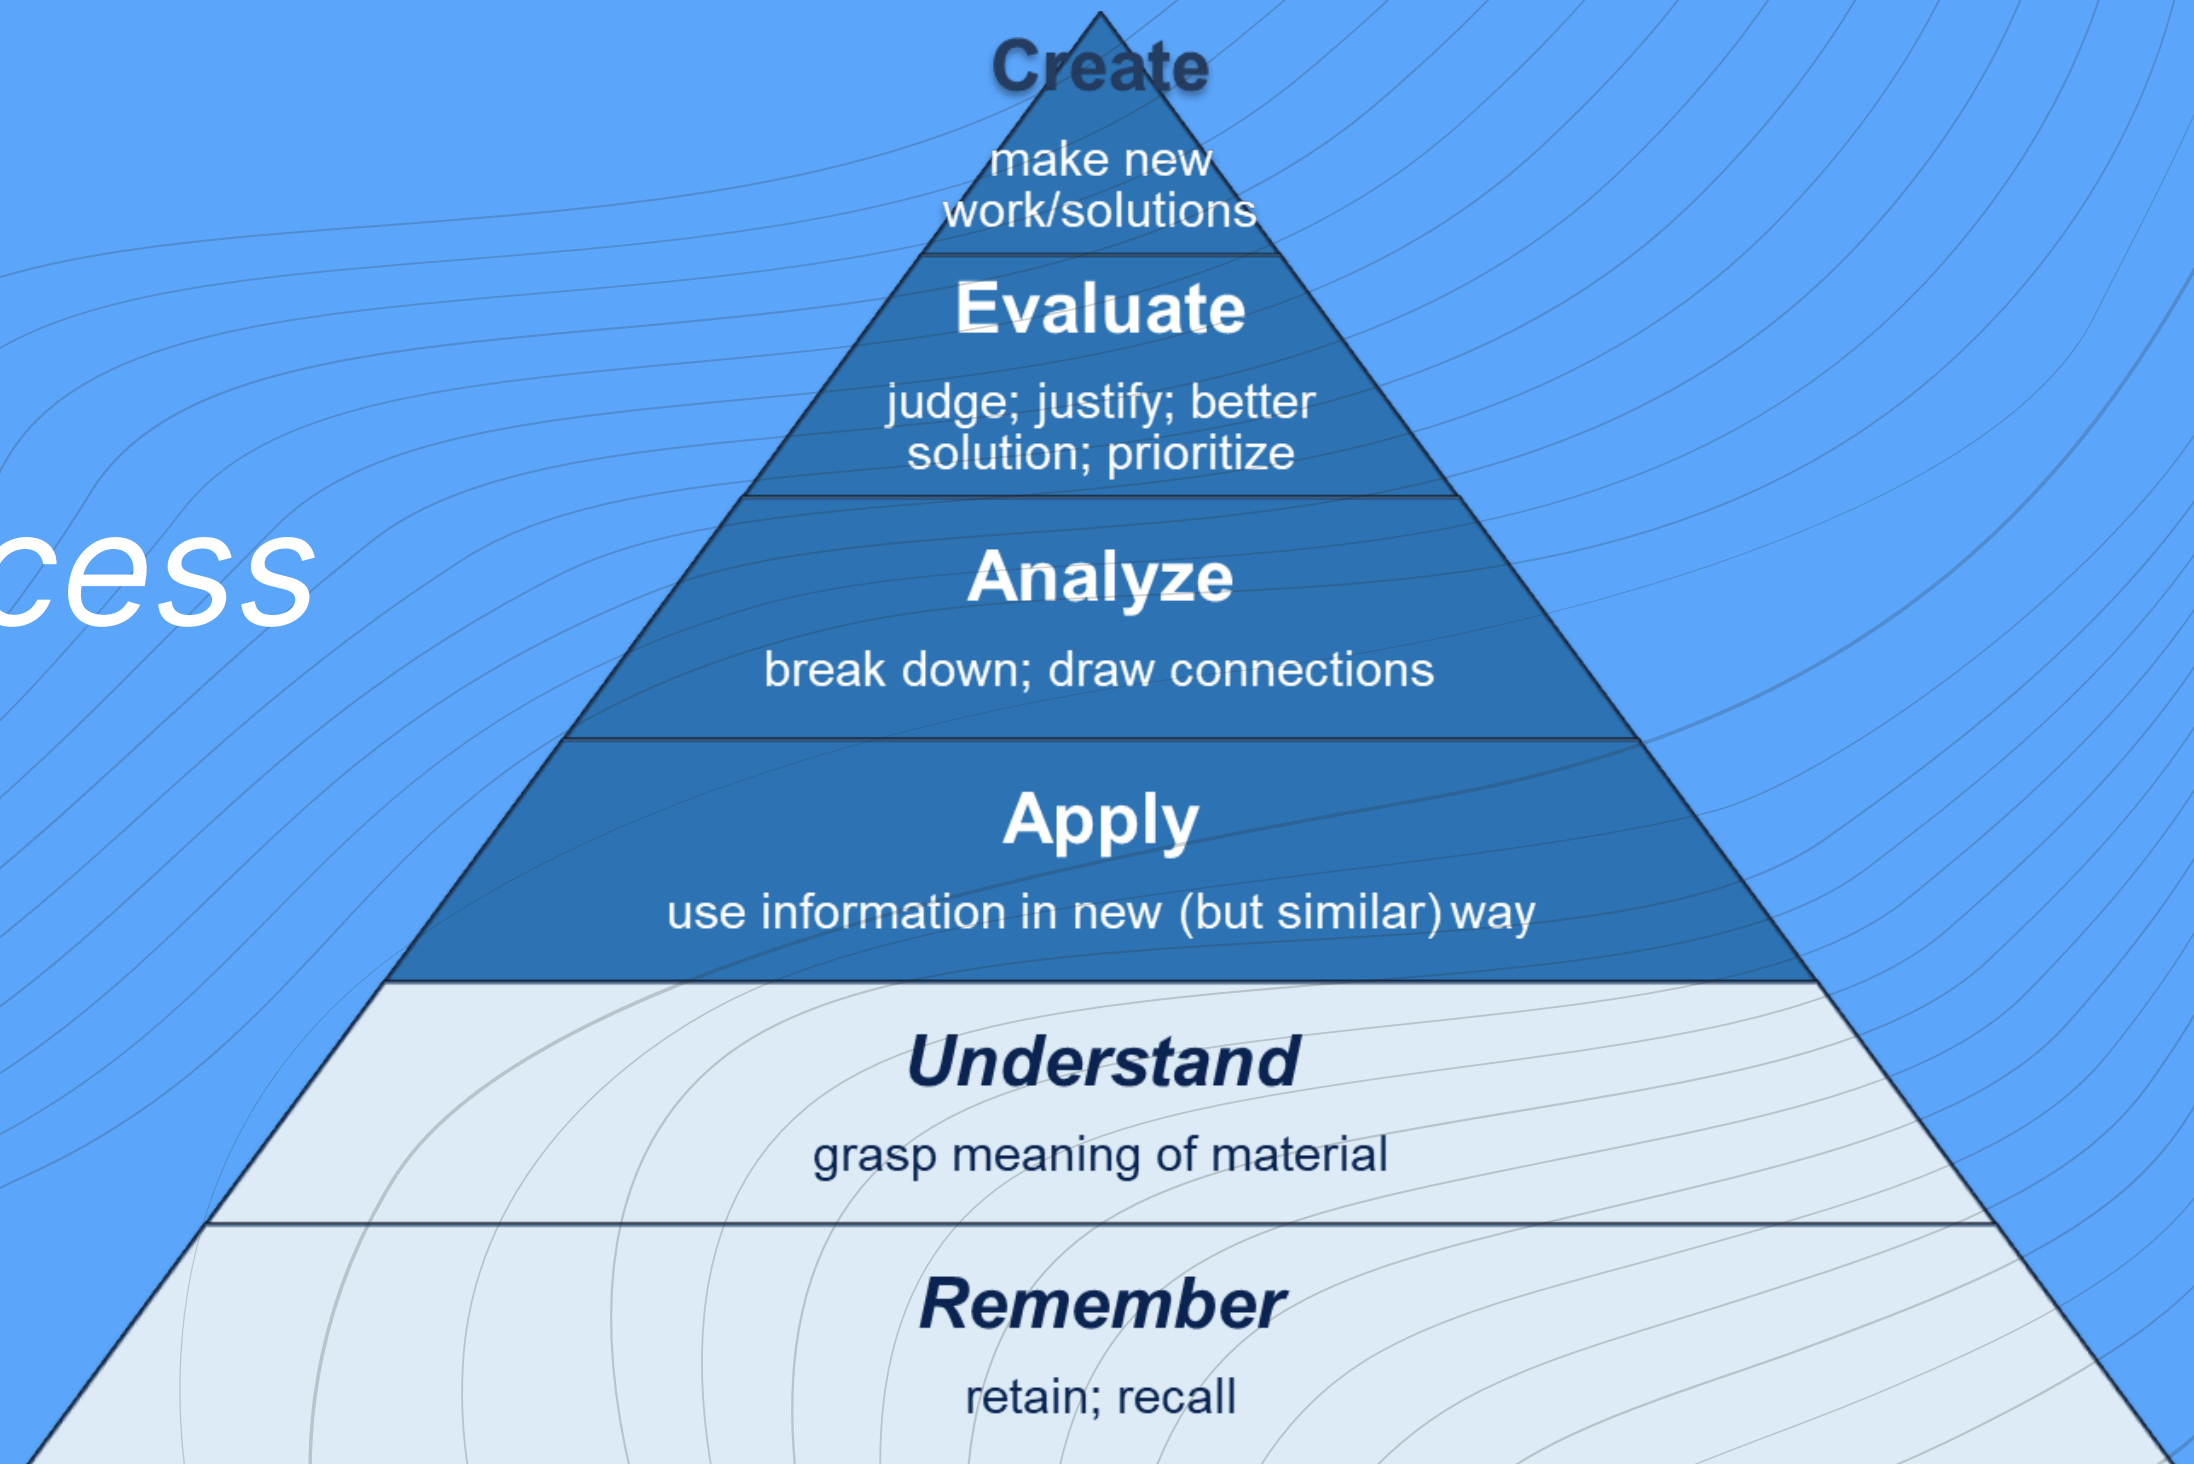 Create
make new
work/solutions
Evaluate
judge; justify; better
solution; prioritize
cess
Analyze
break down; draw connections
Apply
use information in new (but similar) way
Understand
grasp meaning of material
Remember
retain; recall